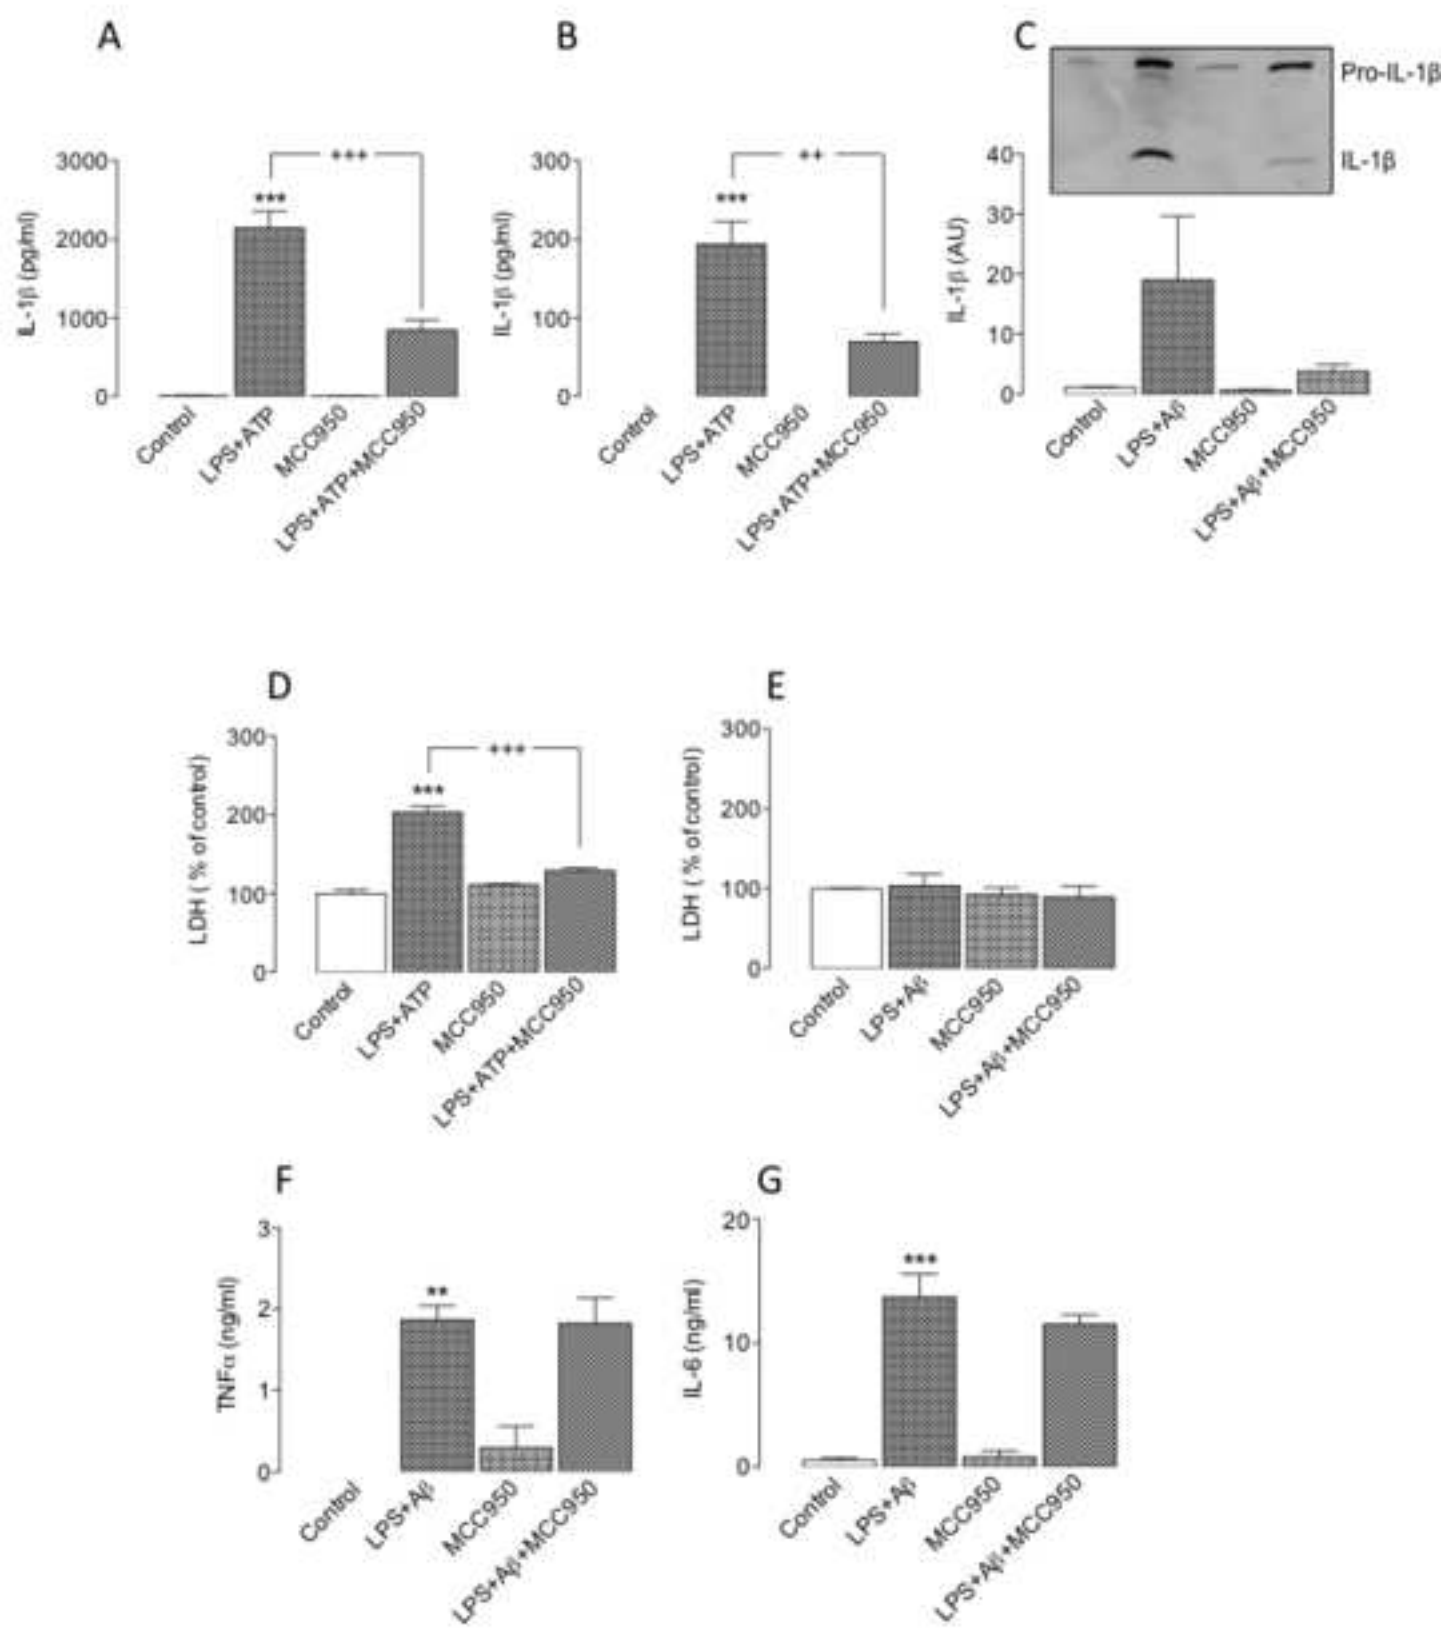 A
IL-1β (pg/ml)
3000
2000
1000
0
***
+++
Control
LPS+ATP
MCC950
LPS+ATP+MCC950
B
IL-1β (pg/ml)
300
200
100
0
***
++
Control
LPS+ATP
MCC950
LPS+ATP+MCC950
C
Pro-IL-1β
IL-1β
IL-1β (AU)
40
30
20
10
0
Control
LPS+Aβ
MCC950
LPS+Aβ+MCC950
D
LDH ( % of control)
300
200
100
0
***
+++
Control
LPS+ATP
MCC950
LPS+ATP+MCC950
E
LDH ( % of control)
300
200
100
0
Control
LPS+Aβ
MCC950
LPS+Aβ+MCC950
F
TNFα (ng/ml)
3
2
1
0
**
Control
LPS+Aβ
MCC950
LPS+Aβ+MCC950
G
IL-6 (ng/ml)
20
10
0
***
Control
LPS+Aβ
MCC950
LPS+Aβ+MCC950